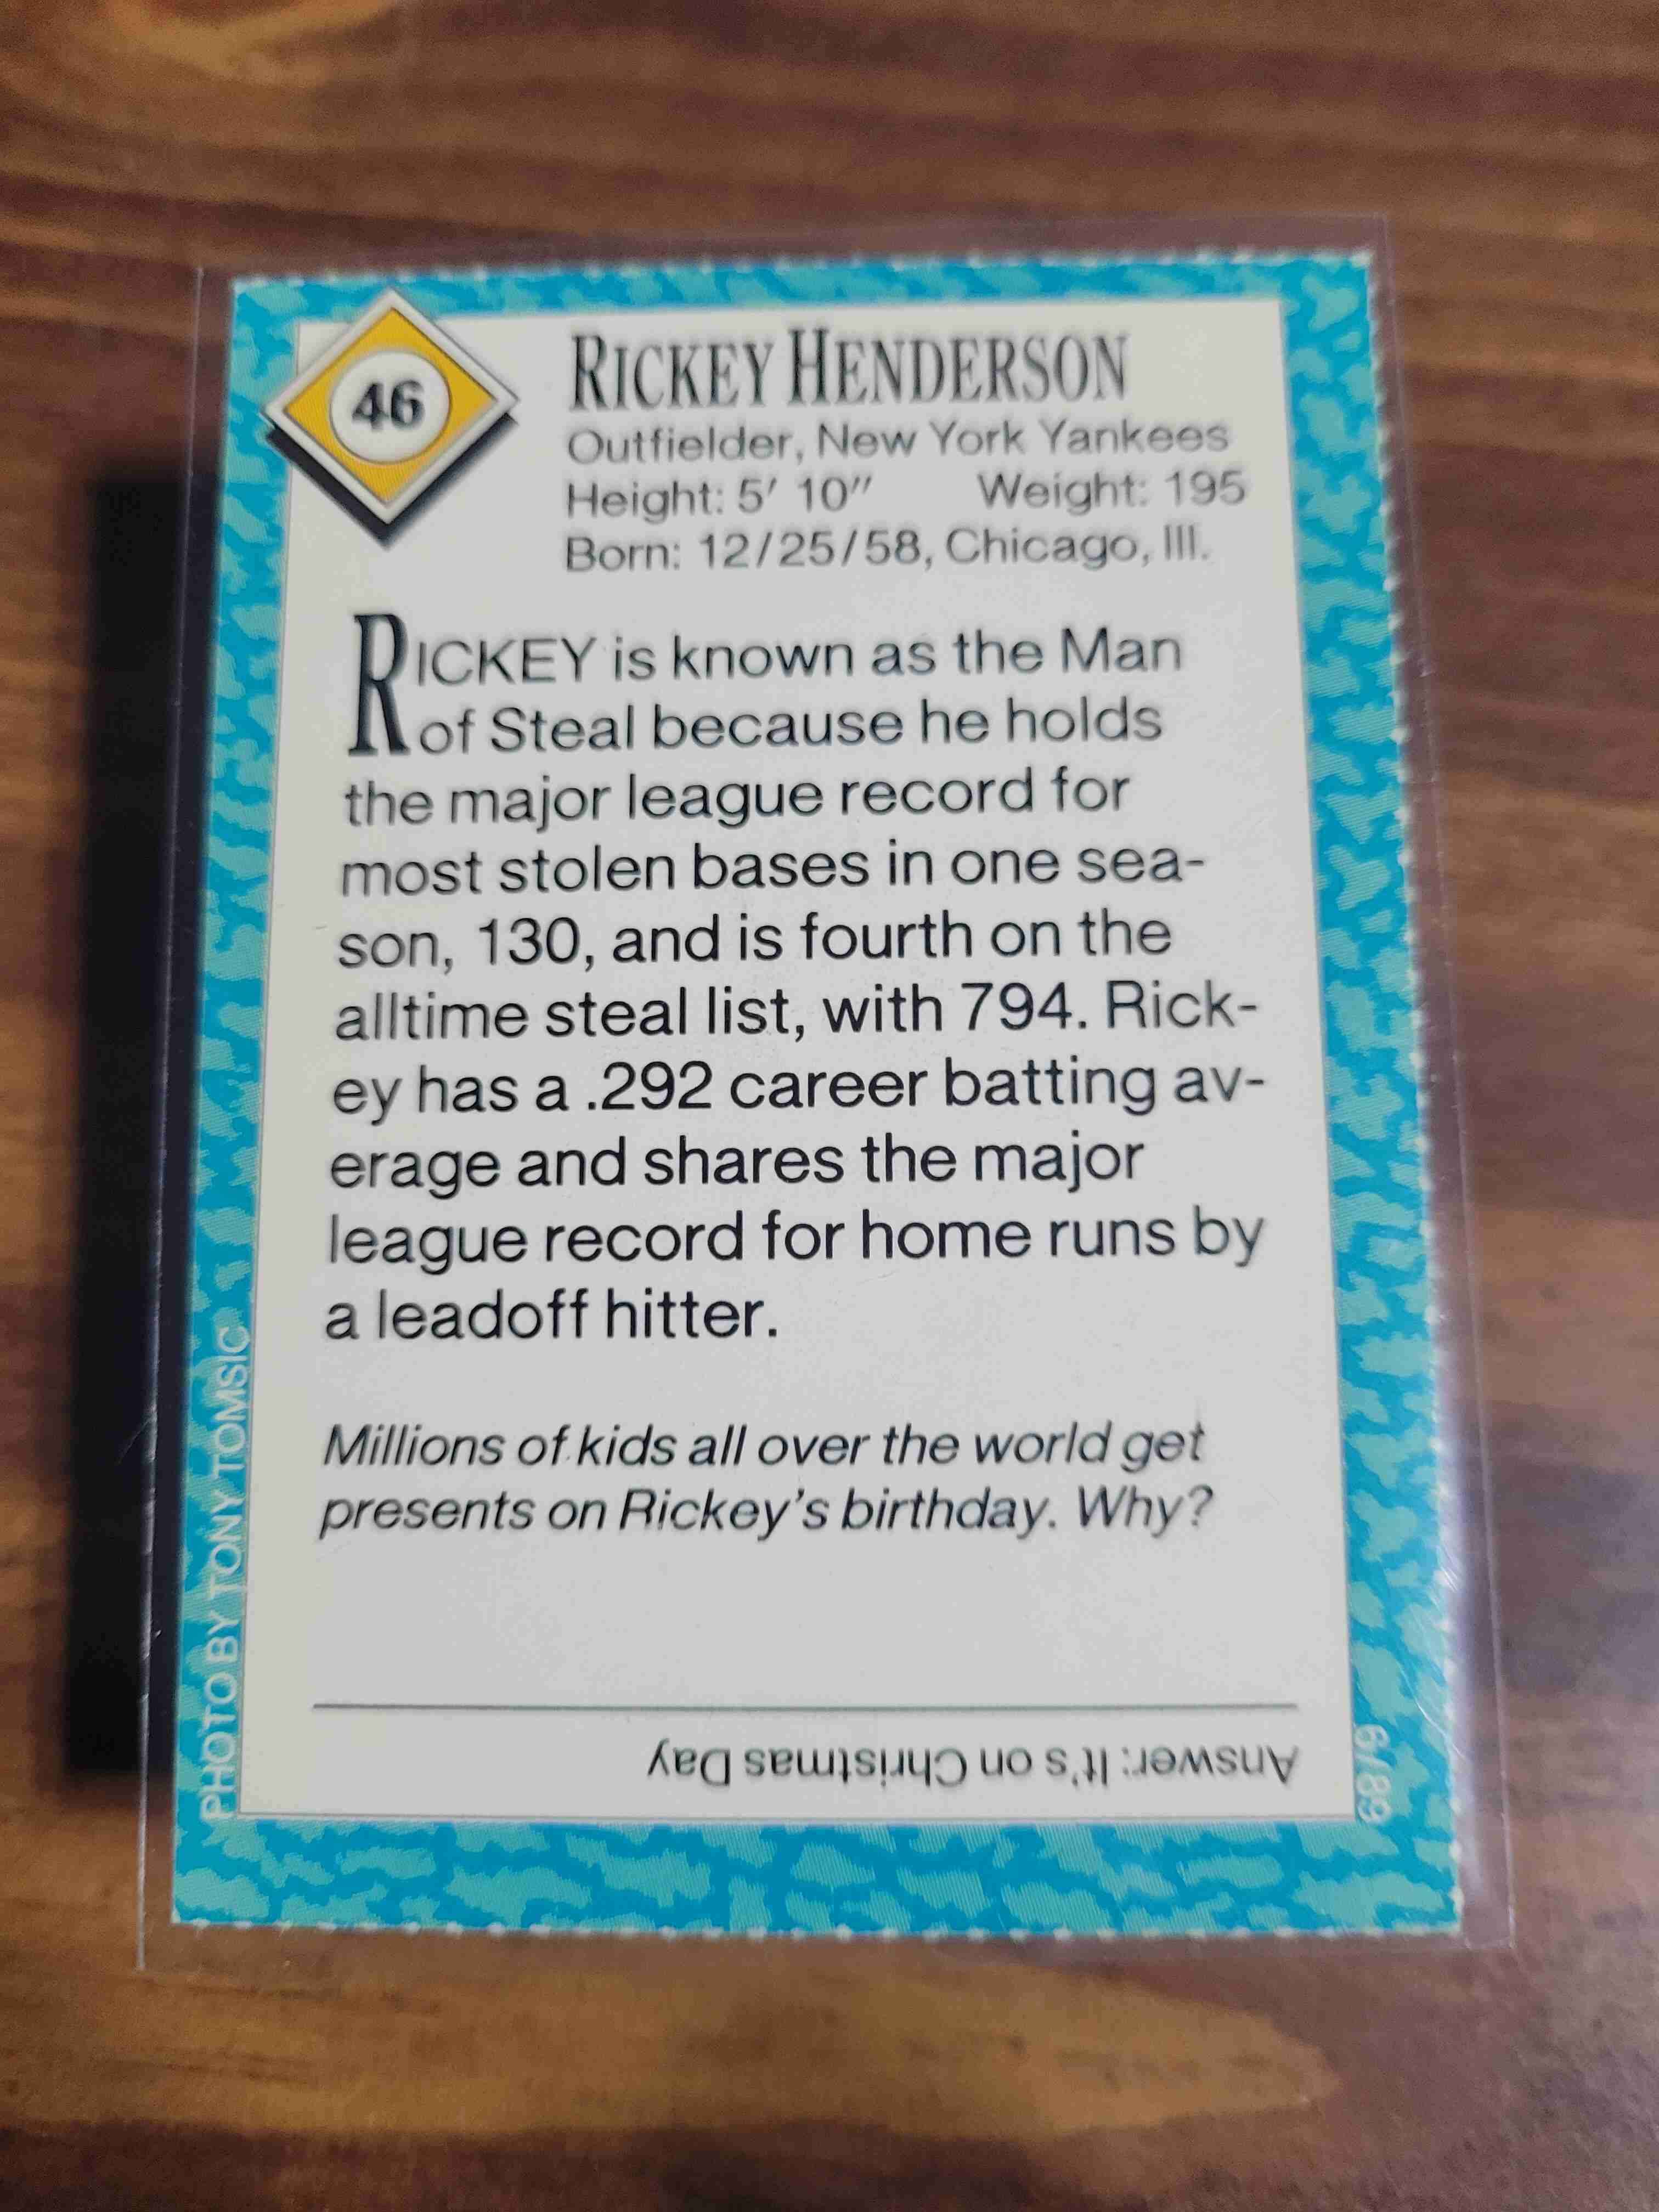 46
RICKEY HENDERSON
Outfielder, New York Yankees
Height: 5′ 10″ Weight: 195
Born: 12/25/58, Chicago, Ill.
RICKEY is known as the Man
of Steal because he holds
the major league record for
most stolen bases in one sea-
son, 130, and is fourth on the
alltime steal list, with 794. Rick-
ey has a .292 career batting av-
erage and shares the major
league record for home runs by
a leadoff hitter.
Millions of kids all over the world get
presents on Rickey's birthday. Why?
Answer: It's on Christmas Day
PHOTO BY TONY TOMSIC
6/89